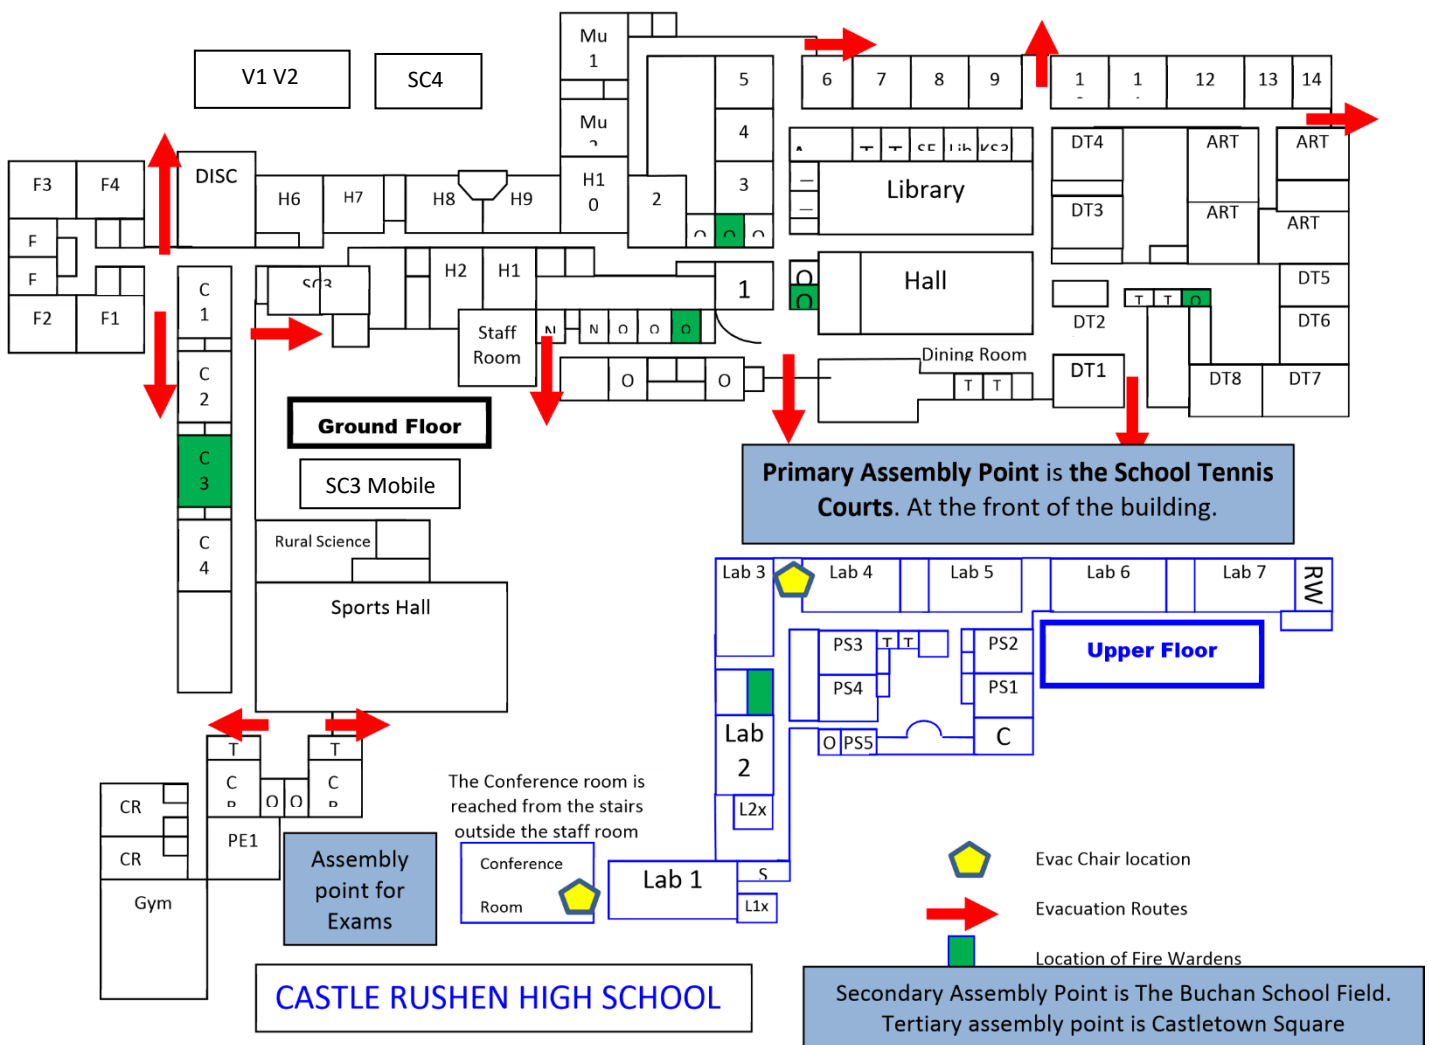 Mu
1
V1 V2
SC4
5
6
7
8
9
1
1
12
13
14
Mu
4
DT4
ART
ART
F3
F4
DISC
H6
H7
H8
H9
H1
0
2
3
Library
DT3
ART
ART
F
F
O
O
O
C
1
SC3
H2
H1
1
O
O
Hall
DT5
T
T
O
F2
F1
Staff
Room
N
N
O
O
O
DT2
DT6
C
2
O
O
Dining Room
T
T
DT1
DT8
DT7
Ground Floor
C
3
SC3 Mobile
Primary Assembly Point is the School Tennis
Courts. At the front of the building.
C
4
Rural Science
Sports Hall
Lab 3
Lab 4
Lab 5
Lab 6
Lab 7
RW
PS3
T
T
PS2
Upper Floor
PS4
PS1
Lab
2
O
PS5
C
T
T
C
O
O
C
L2x
CR
CR
PE1
Gym
The Conference room is
reached from the stairs
outside the staff room
Assembly
point for
Exams
Conference
Room
Lab 1
S
L1x
Evac Chair location
Evacuation Routes
Location of Fire Wardens
CASTLE RUSHEN HIGH SCHOOL
Secondary Assembly Point is The Buchan School Field.
Tertiary assembly point is Castletown Square